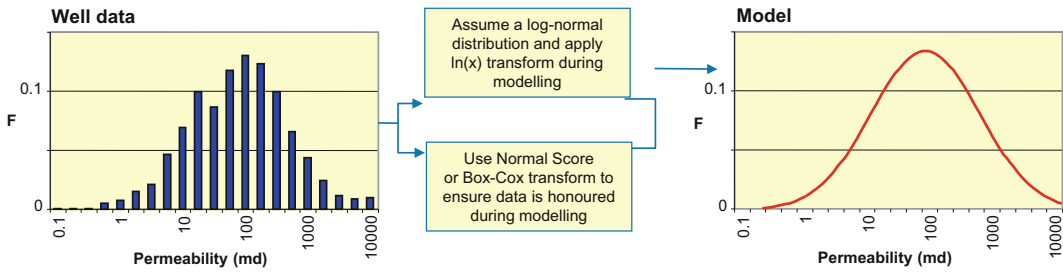 Well data
0.1
F
0
0.1
1
10
100
1000
10000
Permeability (md)
Assume a log-normal
distribution and apply
ln(x) transform during
modelling
Use Normal Score
or Box-Cox transform to
ensure data is honoured
during modelling
Model
0.1
F
0
0.1
1
10
100
1000
10000
Permeability (md)